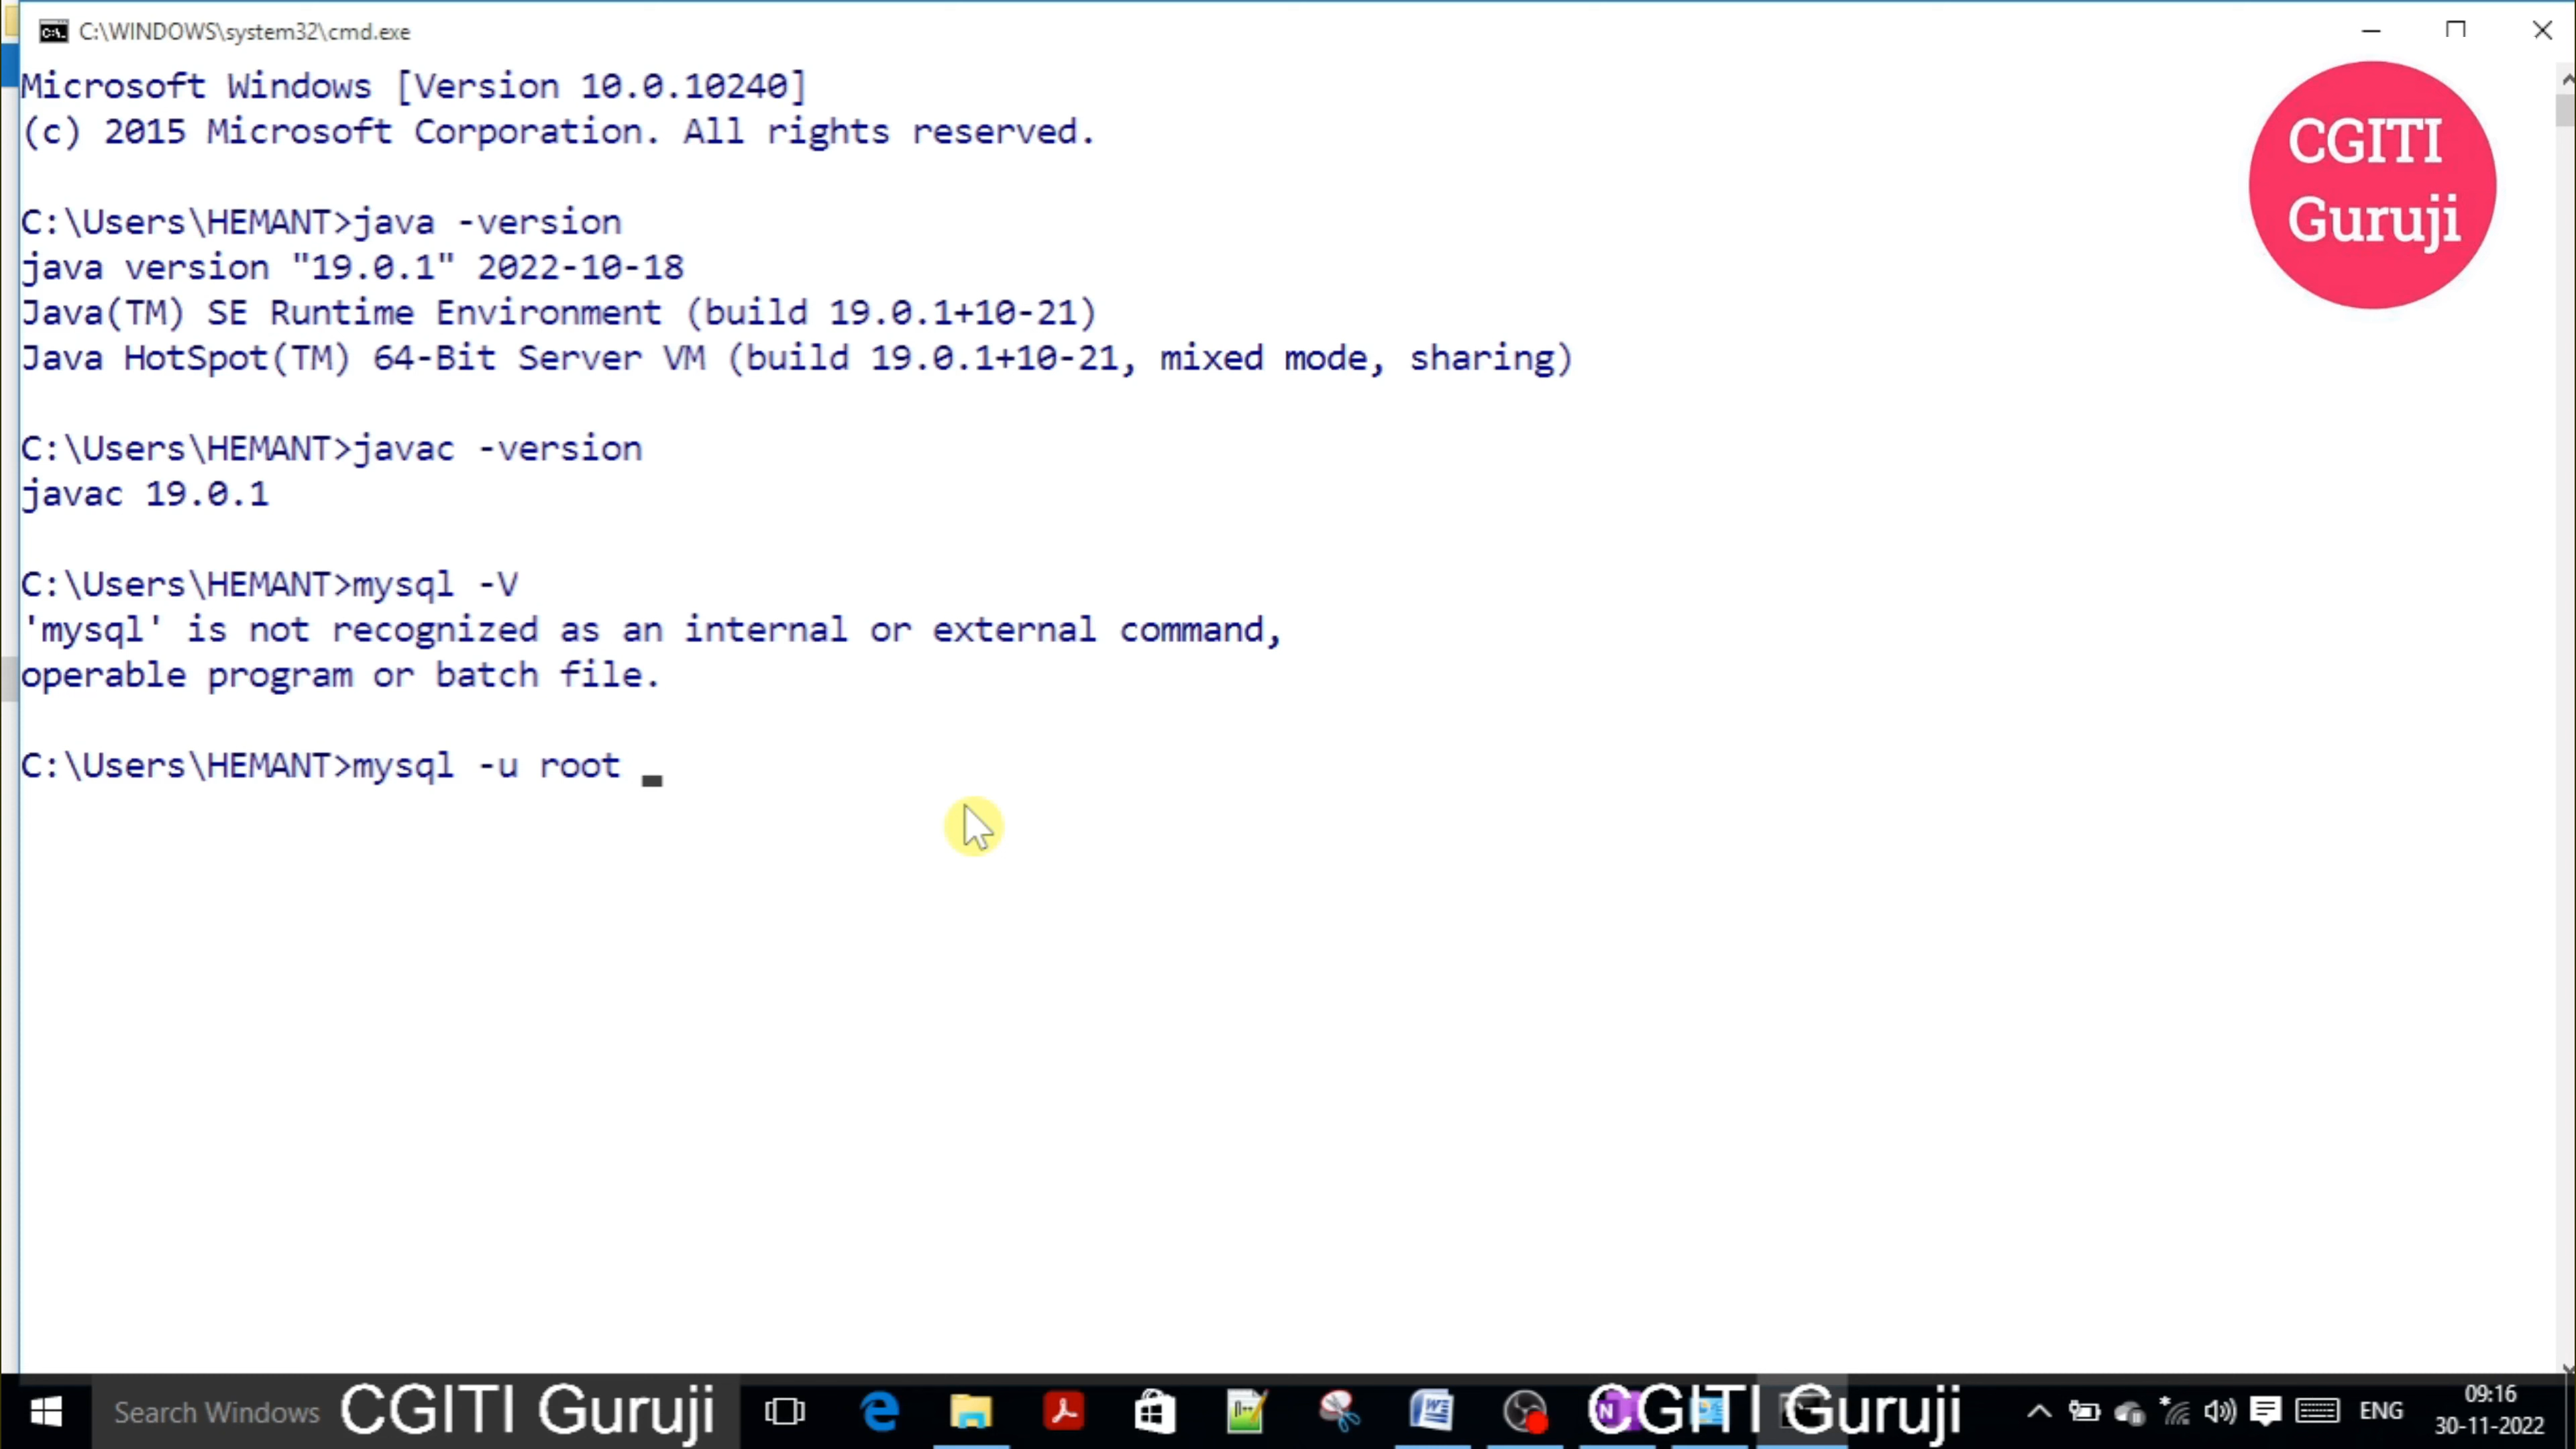 C:\WINDOWS\system32\cmd.exe
Microsoft Windows [Version 10.0.10240]
(c) 2015 Microsoft Corporation. All rights reserved.
C:\Users\HEMANT>java -version
java version "19.0.1" 2022-10-18
Java(TM) SE Runtime Environment (build 19.0.1+10-21)
Java HotSpot(TM) 64-Bit Server VM (build 19.0.1+10-21, mixed mode, sharing)
C:\Users\HEMANT>javac -version
javac 19.0.1
C:\Users\HEMANT>mysql -V
'mysql' is not recognized as an internal or external command,
operable program or batch file.
C:\Users\HEMANT>mysql -u root
CGITI
Guruji
Search Windows
CGITI Guruji
CGITI Guruji
ENG
09:16
30-11-2022